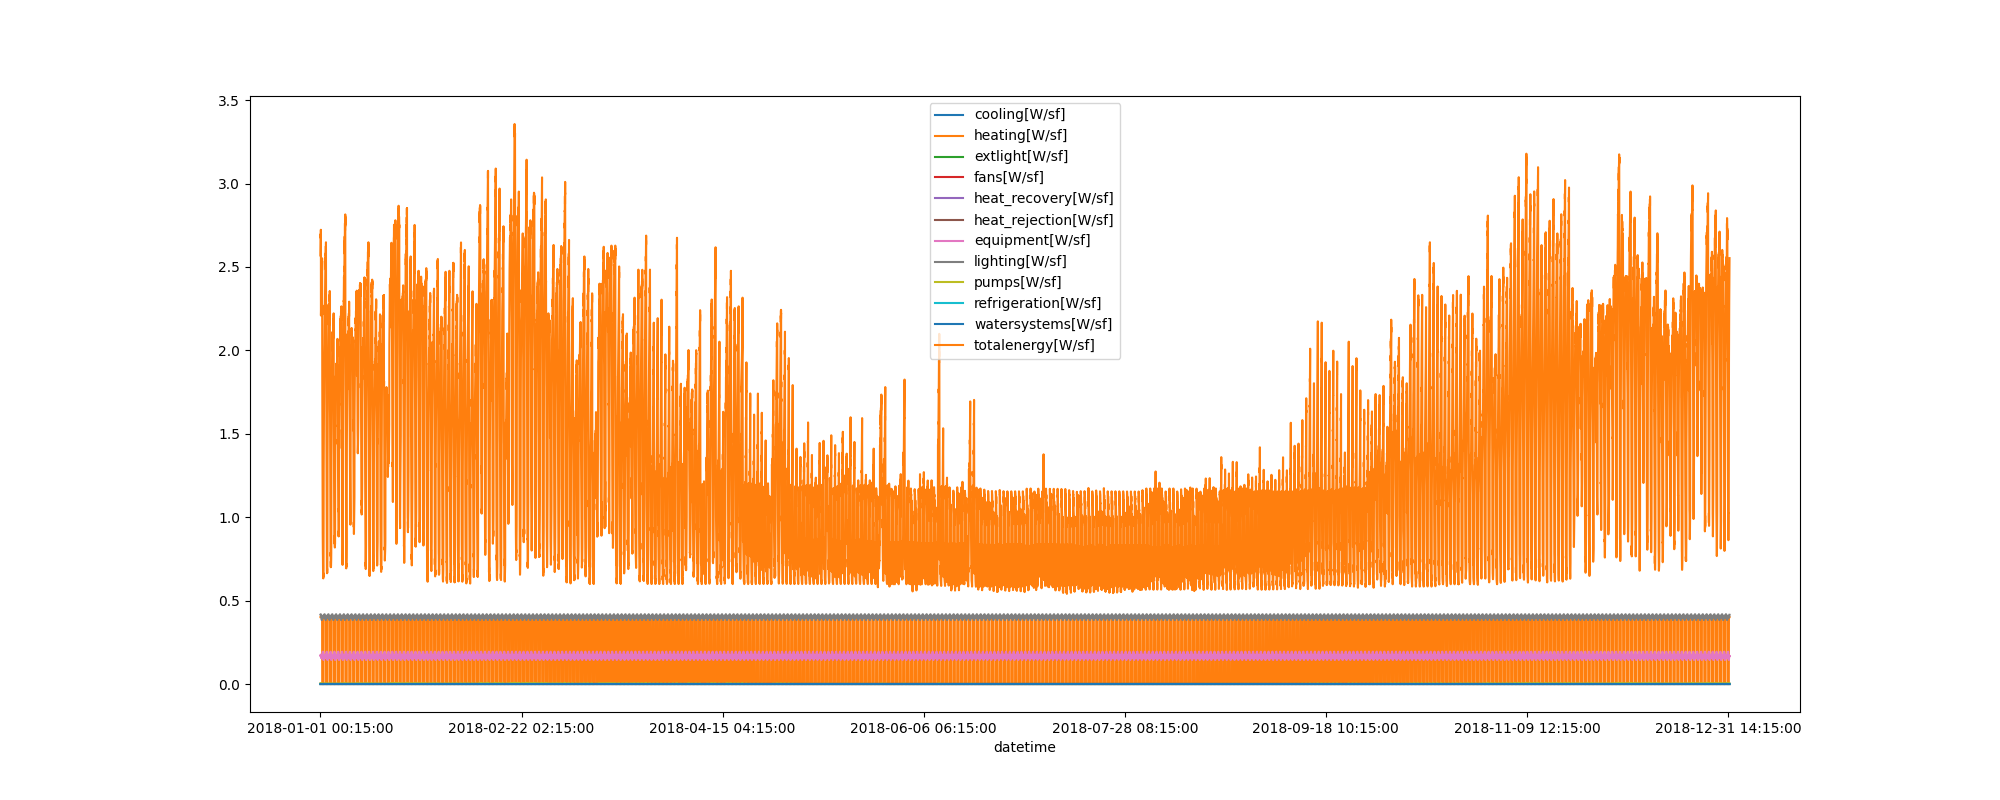 3.5
3.0
2.5
2.0
1.5
1.0
0.5
0.0
cooling[W/sf]
heating[W/sf]
extlight[W/sf]
fans[W/sf]
heat_recovery[W/sf]
heat_rejection[W/sf]
equipment[W/sf]
lighting[W/sf]
pumps[W/sf]
refrigeration[W/sf]
watersystems[W/sf]
totalenergy[W/sf]
2018-01-01 00:15:00 2018-02-22 02:15:00 2018-04-15 04:15:00 2018-06-06 06:15:00 2018-07-28 08:15:00 2018-09-18 10:15:00 2018-11-09 12:15:00 2018-12-31 14:15:00
datetime